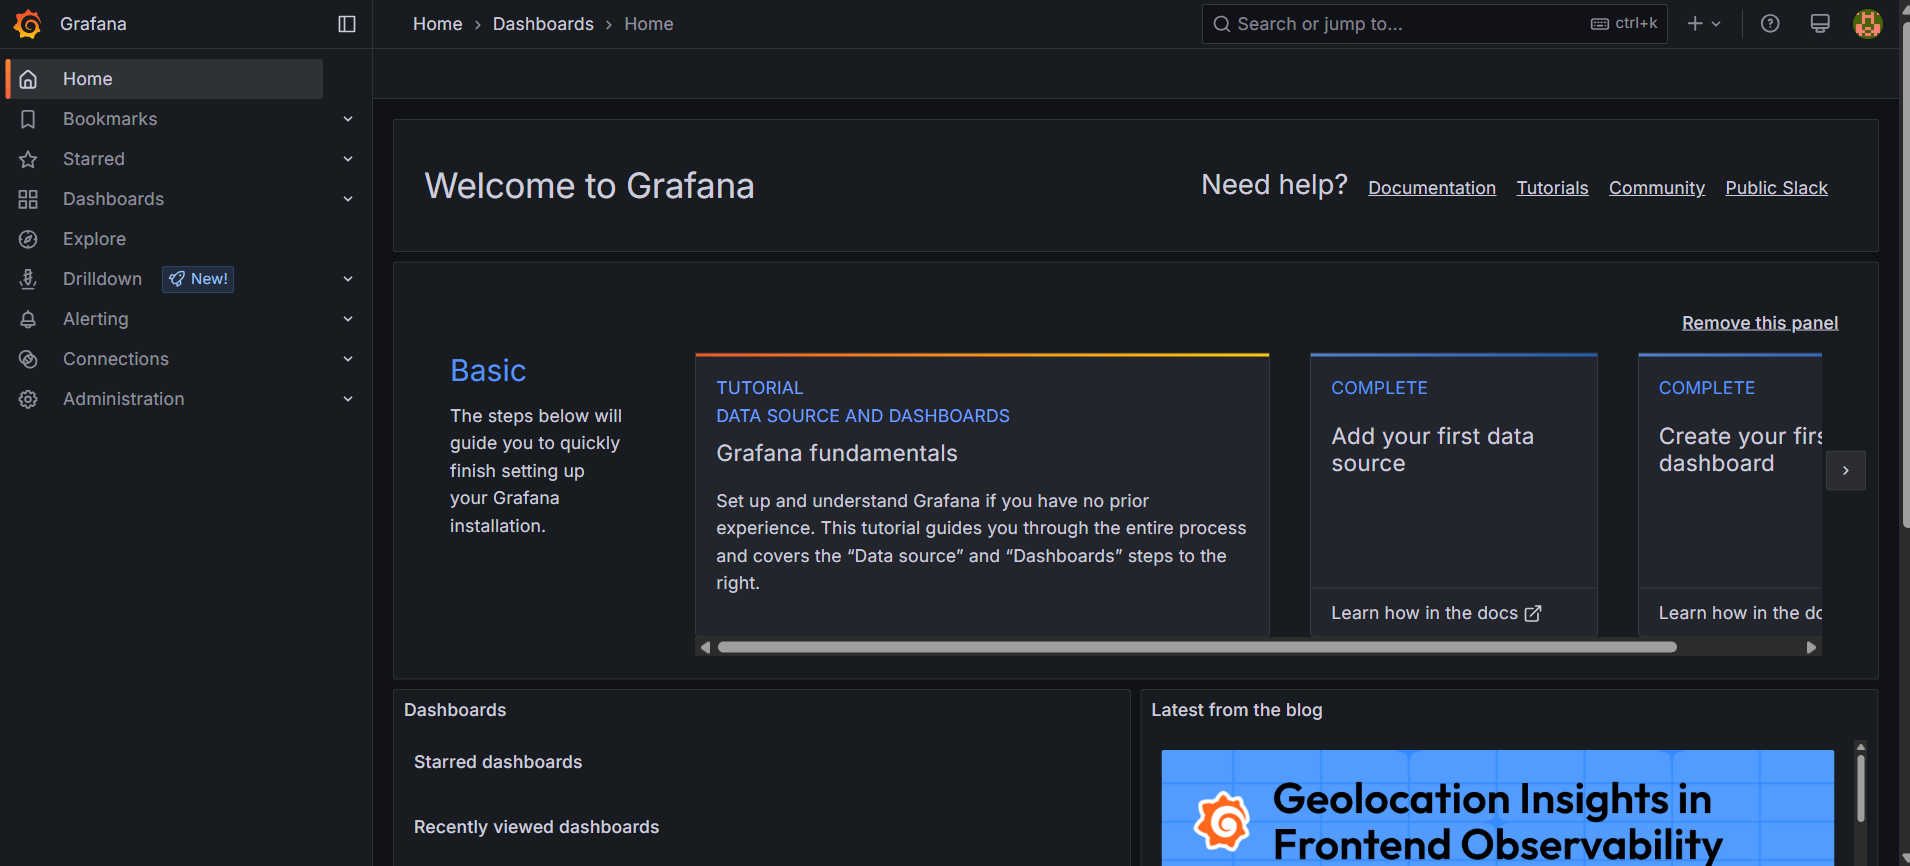 Grafana
Home › Dashboards › Home
Search or jump to...
ctrl+k
Home
Bookmarks
Starred
Dashboards
Explore
Drilldown
New!
Alerting
Connections
Administration
Welcome to Grafana
Need help?
Documentation
Tutorials
Community
Public Slack
Remove this panel
Basic
The steps below will
guide you to quickly
finish setting up
your Grafana
installation.
TUTORIAL
DATA SOURCE AND DASHBOARDS
Grafana fundamentals
Set up and understand Grafana if you have no prior
experience. This tutorial guides you through the entire process
and covers the “Data source” and “Dashboards” steps to the
right.
COMPLETE
Add your first data
source
Learn how in the docs
COMPLETE
Create your firs
dashboard
Learn how in the do
Dashboards
Starred dashboards
Recently viewed dashboards
Latest from the blog
Geolocation Insights in
Frontend Observability